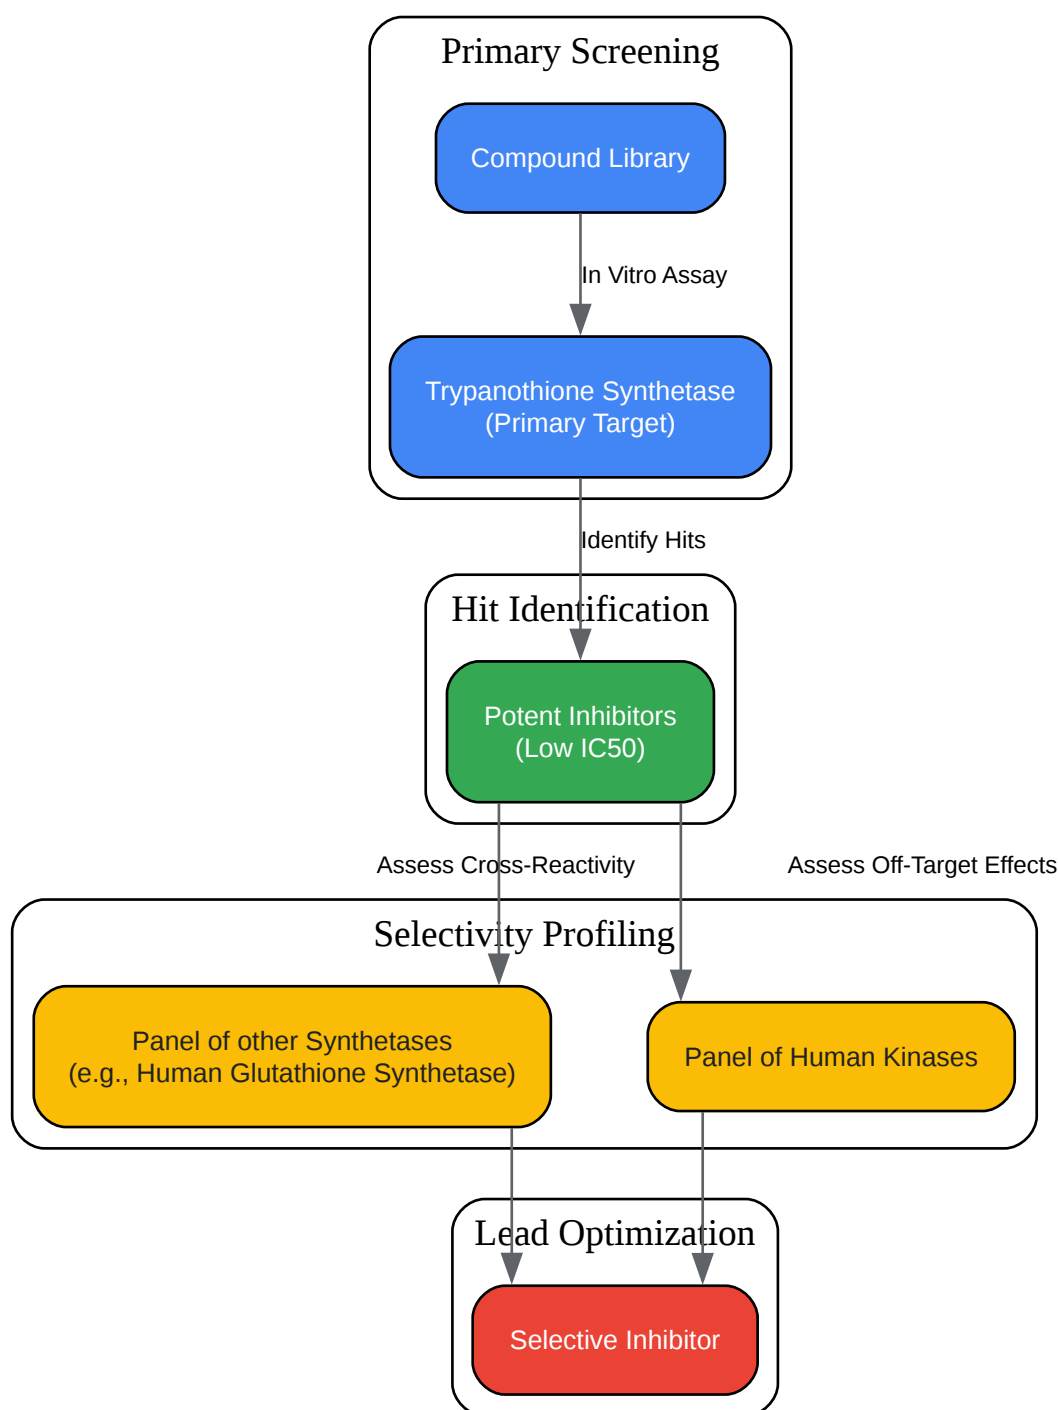 Primary Screening
Compound Library
In Vitro Assay
Trypanothione Synthetase
(Primary Target)
Identify Hits
Hit Identification
Potent Inhibitors
(Low IC50)
Assess Cross-Reactivity
Assess Off-Target Effects
Selectivity Profiling
Panel of other Synthetases
(e.g., Human Glutathione Synthetase)
Panel of Human Kinases
Lead Optimization
Selective Inhibitor